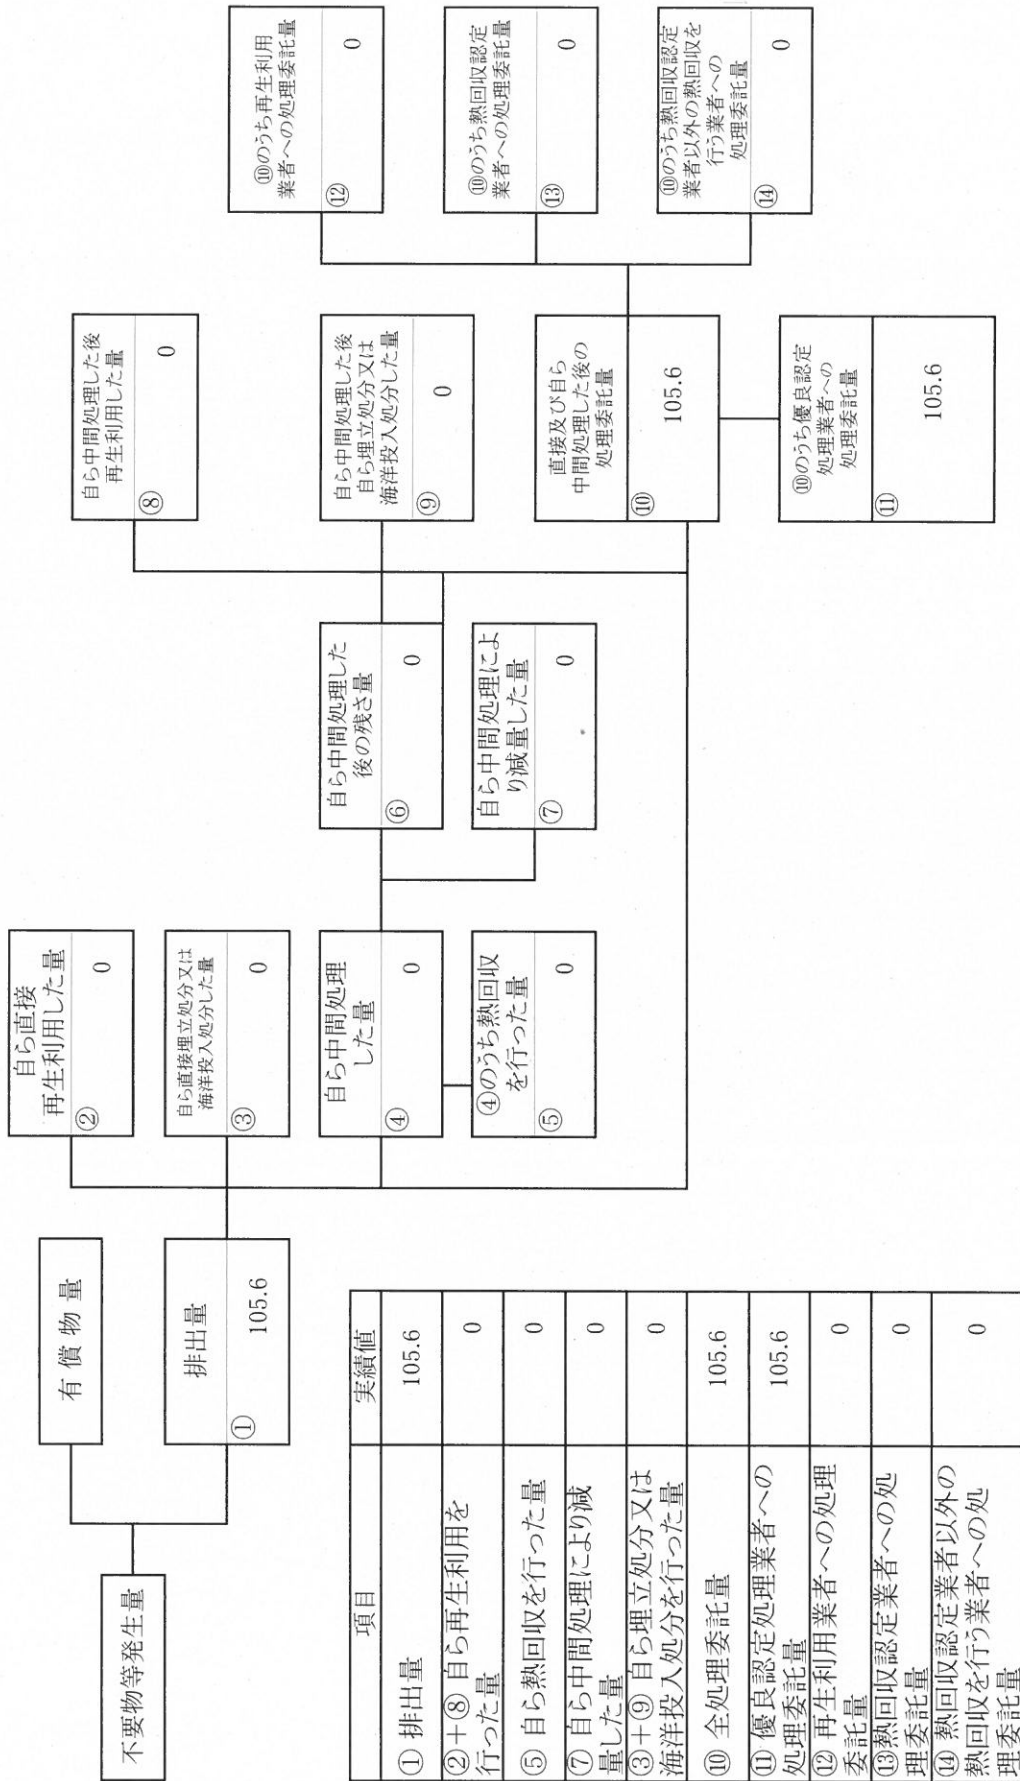 不要物等発生量
有償物量
排出量
①
105.6
自ら直接
再生利用した量
②
0
自ら直接埋立処分又は
海洋投入処分した量
③
0
自ら中間処理
した量
④
0
④のうち熱回収
を行った量
⑤
0
自ら中間処理した
後の残さ量
⑥
0
自ら中間処理によ
り減量した量
⑦
0
自ら中間処理した後
再生利用した量
⑧
0
自ら中間処理した後
自ら埋立処分又は
海洋投入処分した量
⑨
0
直接及び自ら
中間処理した後の
処理委託量
⑩
105.6
⑩のうち優良認定
処理業者への
処理委託量
⑪
105.6
⑩のうち再生利用
業者への処理委託量
⑫
0
⑩のうち熱回収認定
業者への処理委託量
⑬
0
⑩のうち熱回収認定
業者以外の熱回収を
行う業者への
処理委託量
⑭
0
項目 実績値
① 排出量 105.6
②+⑧ 自ら再生利用を
行った量 0
⑤ 自ら熱回収を行った量 0
⑦ 自ら中間処理により減
量した量 0
③+⑨ 自ら埋立処分又は
海洋投入処分を行った量 0
⑩ 全処理委託量 105.6
⑪ 優良認定処理業者への
処理委託量 105.6
⑫ 再生利用業者への処理
委託量 0
⑬熱回収認定業者への処
理委託量 0
⑭ 熱回収認定業者以外の
熱回収を行う業者への処
理委託量 0